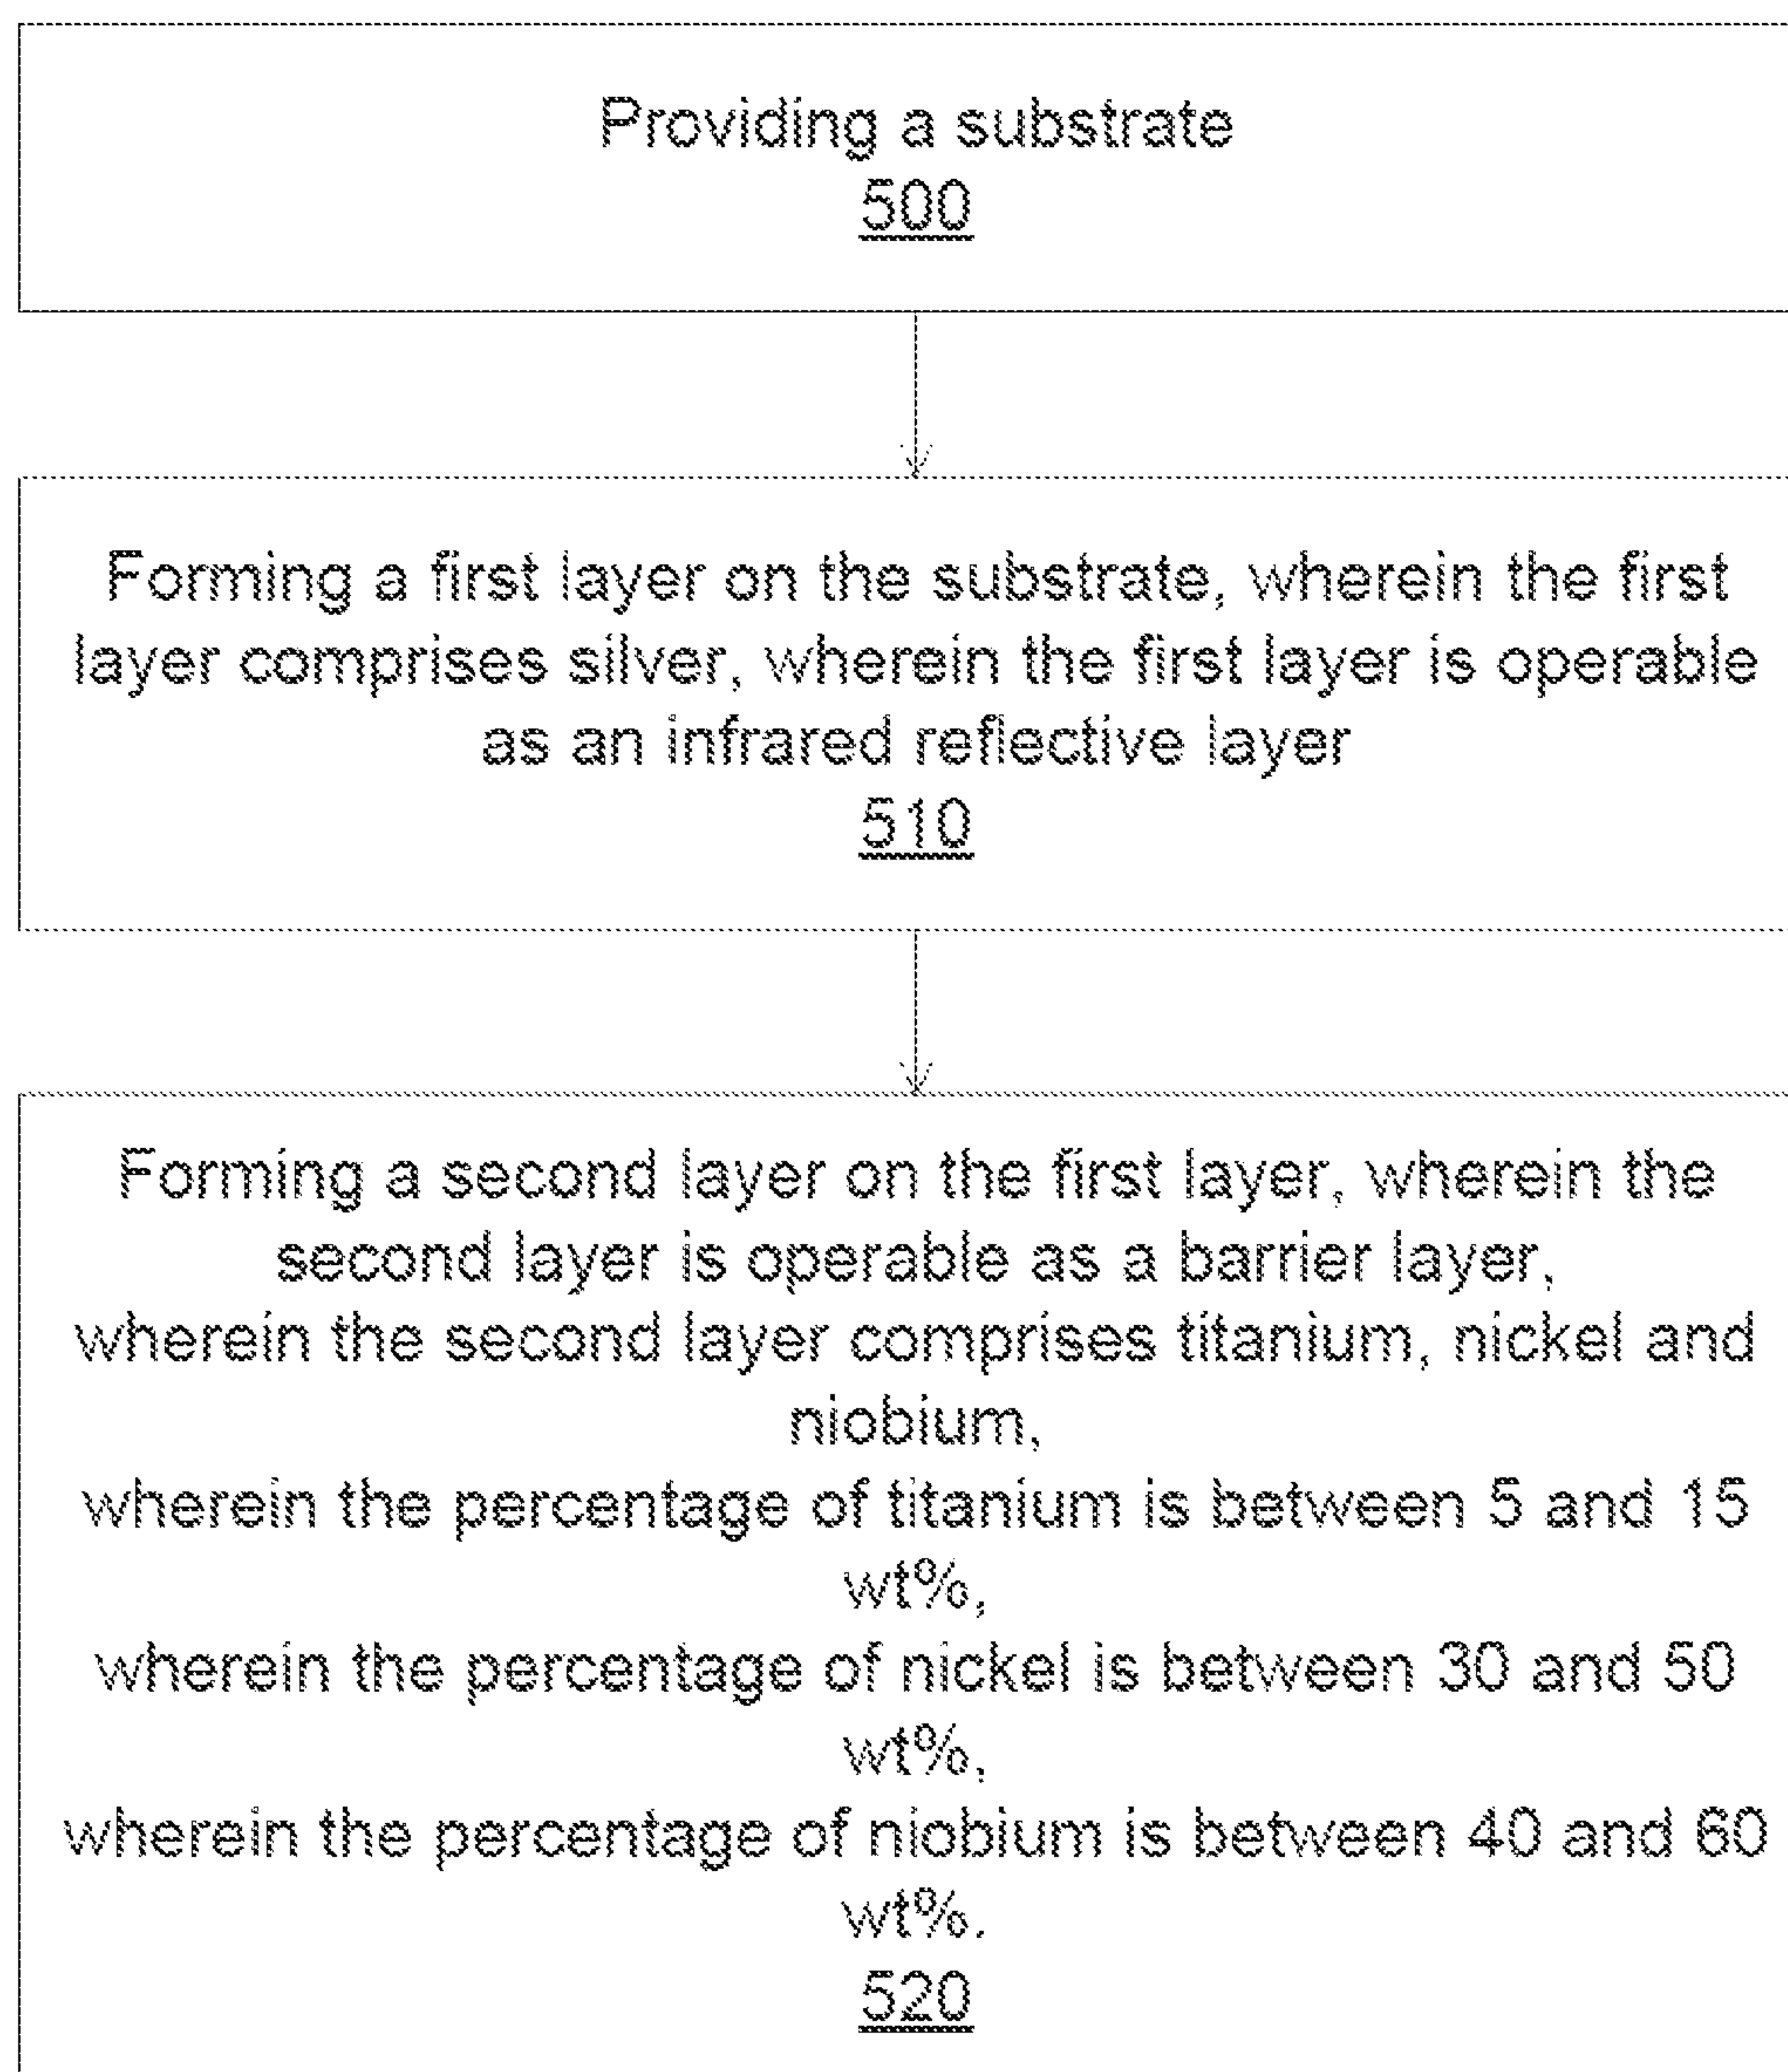 Providing a substrate
500
Forming a first layer on the substrate, wherein the first
layer comprises silver, wherein the first layer is operable
as an infrared reflective layer
510
Forming a second layer on the first layer, wherein the
second layer is operable as a barrier layer,
wherein the second layer comprises titanium, nickel and
niobium,
wherein the percentage of titanium is between 5 and 15
wt%,
wherein the percentage of nickel is between 30 and 50
wt%,
wherein the percentage of niobium is between 40 and 60
wt%.
520